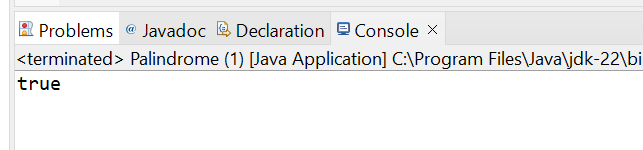 Problems @ Javadoc Declaration Console
<terminated> Palindrome (1) [Java Application] C:\Program Files\Java\jdk-22\bi
true